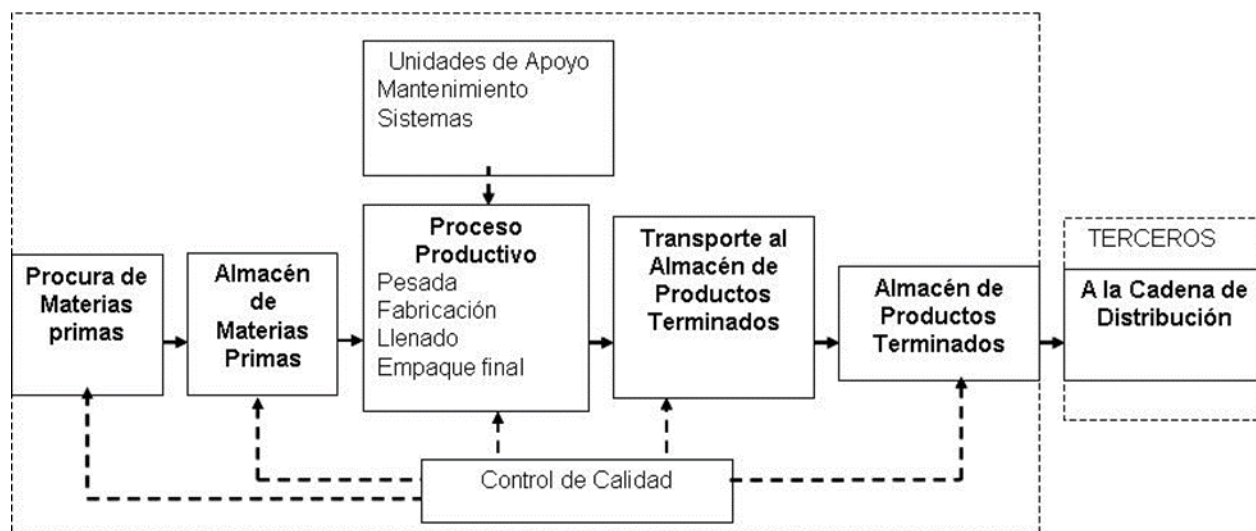 Unidades de Apoyo
Mantenimiento
Sistemas
Procura de
Materias
primas
Almacén
de
Materias
Primas
Proceso
Productivo
Pesada
Fabricación
Llenado
Empaque final
Transporte al
Almacén de
Productos
Terminados
Almacén de
Productos
Terminados
TERCEROS
A la Cadena de
Distribución
Control de Calidad